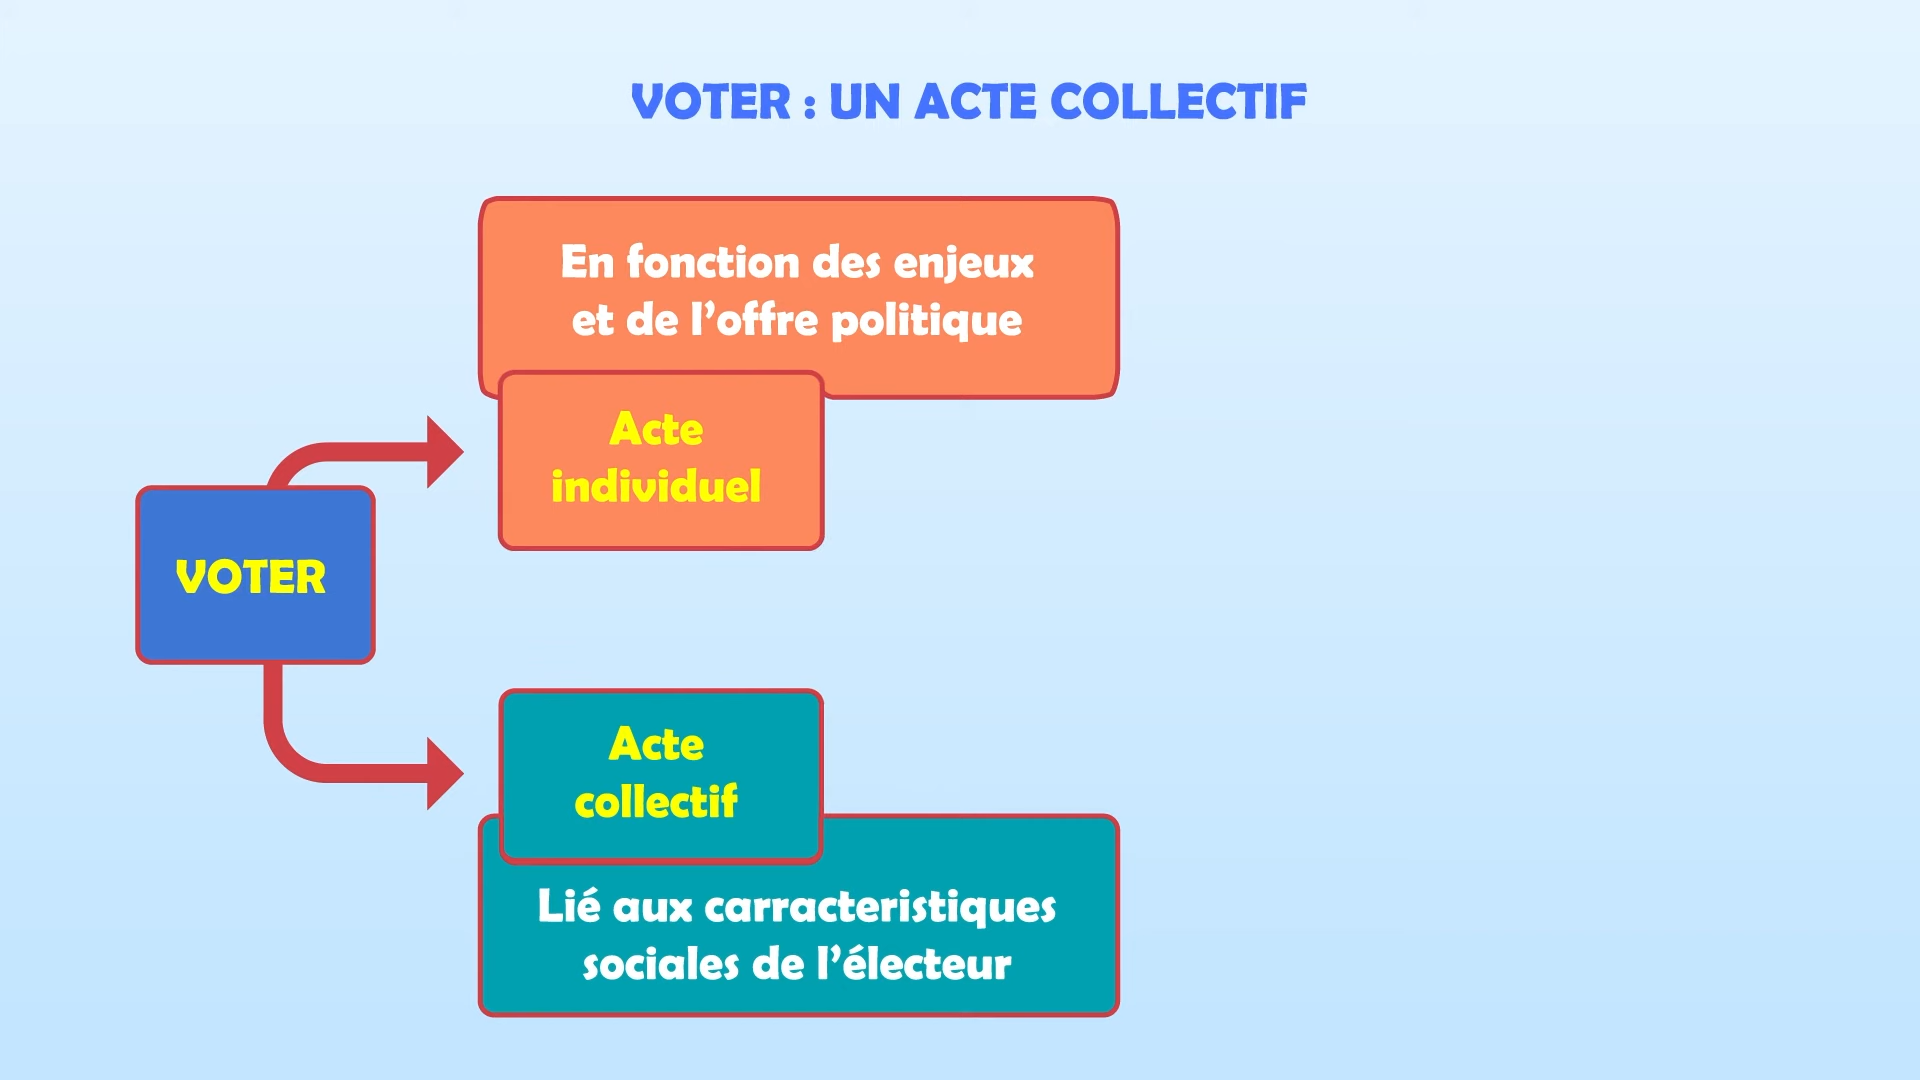 VOTER : UN ACTE COLLECTIF
En fonction des enjeux
et de l’offre politique
Acte
individuel
VOTER
Acte
collectif
Lié aux carracteristiques
sociales de l’électeur